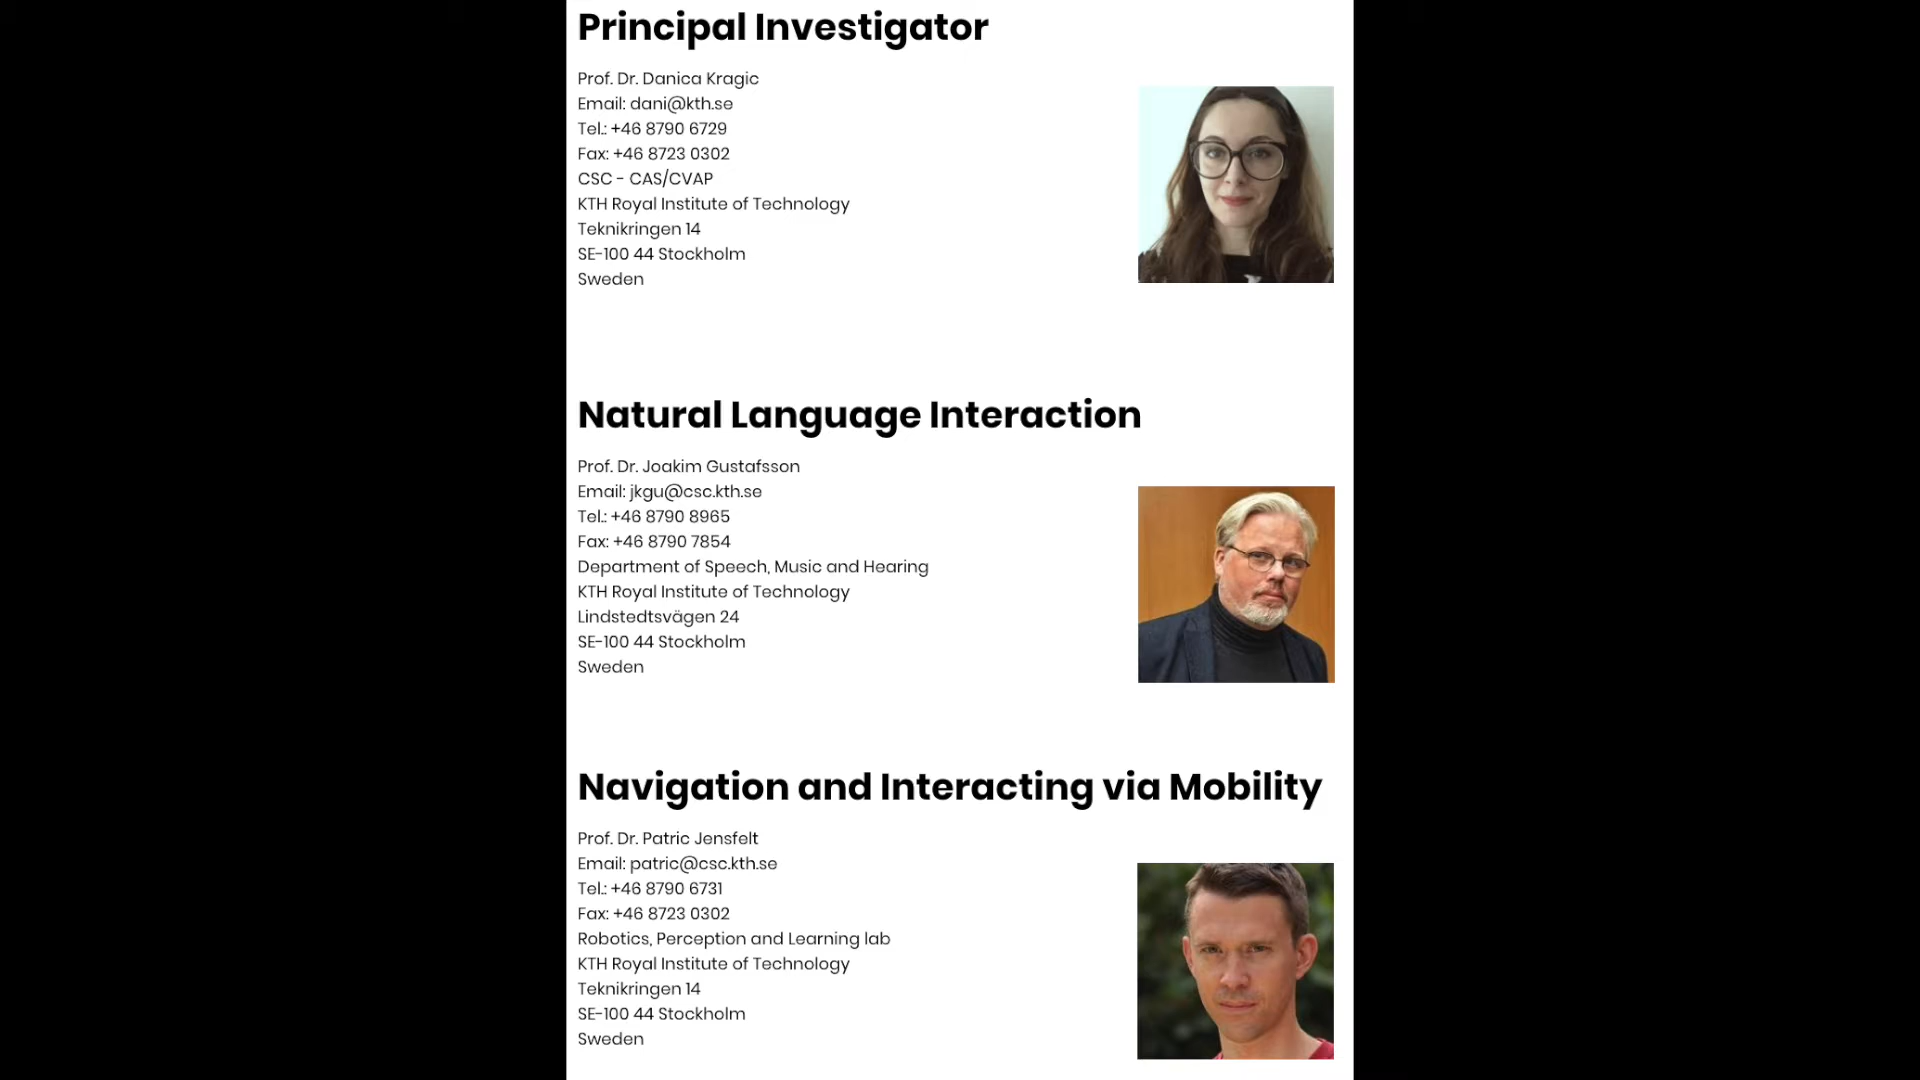 Principal Investigator
Prof. Dr. Danica Kragic
Email: dani@kth.se
Tel.: +46 8790 6729
Fax: +46 8723 0302
CSC - CAS/CVAP
KTH Royal Institute of Technology
Teknikringen 14
SE-100 44 Stockholm
Sweden
Natural Language Interaction
Prof. Dr. Joakim Gustafsson
Email: jkgu@csc.kth.se
Tel.: +46 8790 8965
Fax: +46 8790 7854
Department of Speech, Music and Hearing
KTH Royal Institute of Technology
Lindstedtsvägen 24
SE-100 44 Stockholm
Sweden
Navigation and Interacting via Mobility
Prof. Dr. Patric Jensfelt
Email: patric@csc.kth.se
Tel.: +46 8790 6731
Fax: +46 8723 0302
Robotics, Perception and Learning lab
KTH Royal Institute of Technology
Teknikringen 14
SE-100 44 Stockholm
Sweden